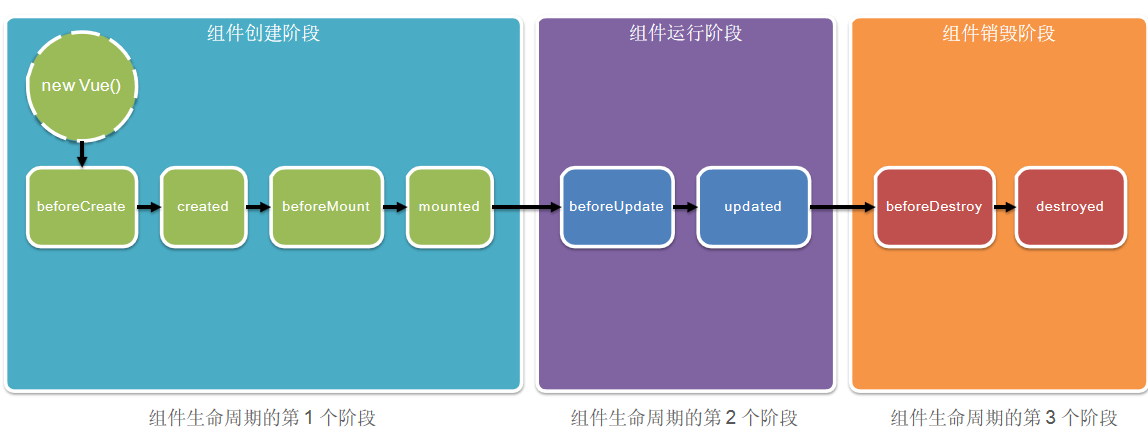 组件创建阶段
组件运行阶段
组件销毁阶段
new Vue()
beforeCreate
created
beforeMount
mounted
beforeUpdate
updated
beforeDestroy
destroyed
组件生命周期的第 1 个阶段
组件生命周期的第 2 个阶段
组件生命周期的第 3 个阶段